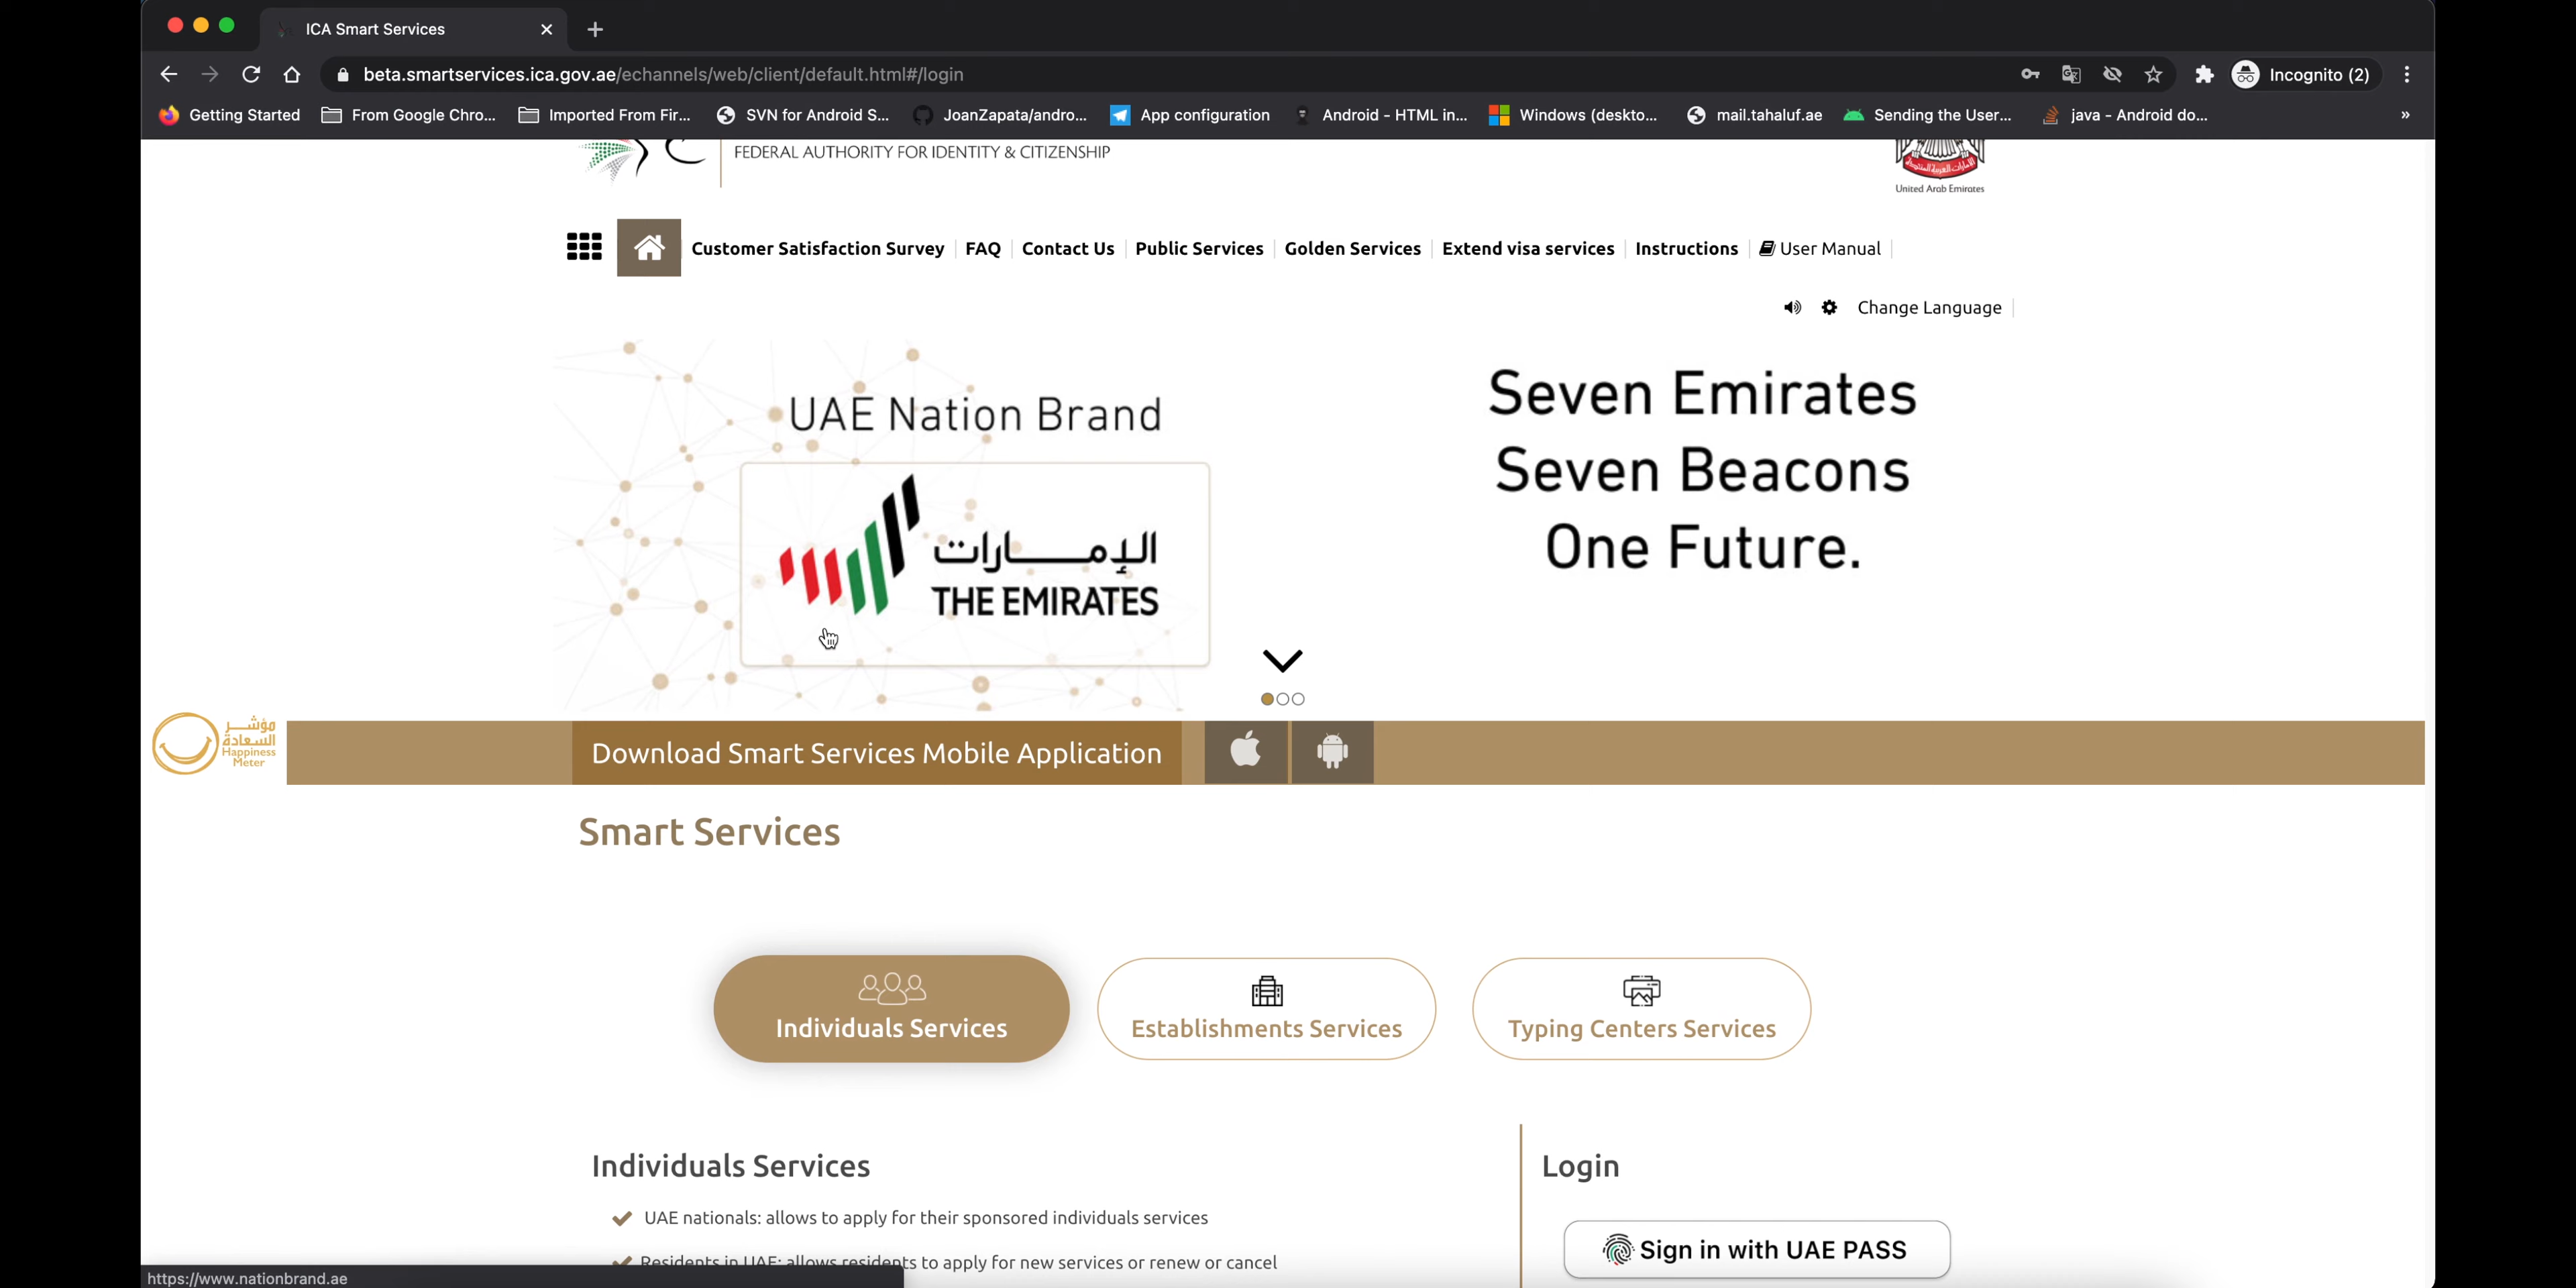 ICA Smart Services
beta.smartservices.ica.gov.ae/echannels/web/client/default.html#/login
Incognito (2)
Getting Started
From Google Chro...
Imported From Fir...
SVN for Android S...
JoanZapata/andro...
App configuration
Android - HTML in...
Windows (deskto...
mail.tahaluf.ae
Sending the User...
java - Android do...
»
FEDERAL AUTHORITY FOR IDENTITY & CITIZENSHIP
United Arab Emirates
Customer Satisfaction Survey
FAQ
Contact Us
Public Services
Golden Services
Extend visa services
Instructions
User Manual
Change Language
UAE Nation Brand
الإمـــارات
THE EMIRATES
Seven Emirates
Seven Beacons
One Future.
مؤشـــر
السعادة
Happiness
Meter
Download Smart Services Mobile Application
Smart Services
Individuals Services
Establishments Services
Typing Centers Services
Individuals Services
UAE nationals: allows to apply for their sponsored individuals services
Residents in UAE: allows residents to apply for new services or renew or cancel
Login
Sign in with UAE PASS
https://www.nationbrand.ae